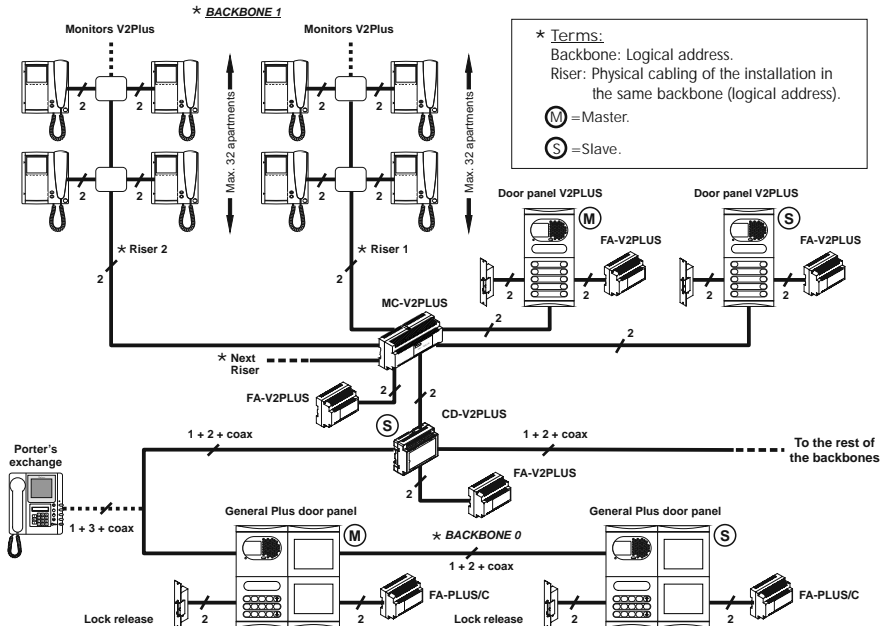 * BACKBONE 1
Monitors V2Plus
Monitors V2Plus
* Terms:
Backbone: Logical address.
Riser: Physical cabling of the installation in
the same backbone (logical address).
M =Master.
S =Slave.
2
2
2
2
Max. 32 apartments
Max. 32 apartments
2
2
2
2
Door panel V2PLUS
Door panel V2PLUS
M
S
FA-V2PLUS
FA-V2PLUS
* Riser 2
* Riser 1
2
2
2
2
2
2
MC-V2PLUS
2
2
* Next
Riser
2
2
FA-V2PLUS
CD-V2PLUS
S
1 + 2 + coax
1 + 2 + coax
To the rest of
the backbones
Porter's
exchange
FA-V2PLUS
2
General Plus door panel
General Plus door panel
1 + 3 + coax
M
* BACKBONE 0
S
1 + 2 + coax
FA-PLUS/C
FA-PLUS/C
Lock release
2
2
Lock release
2
2